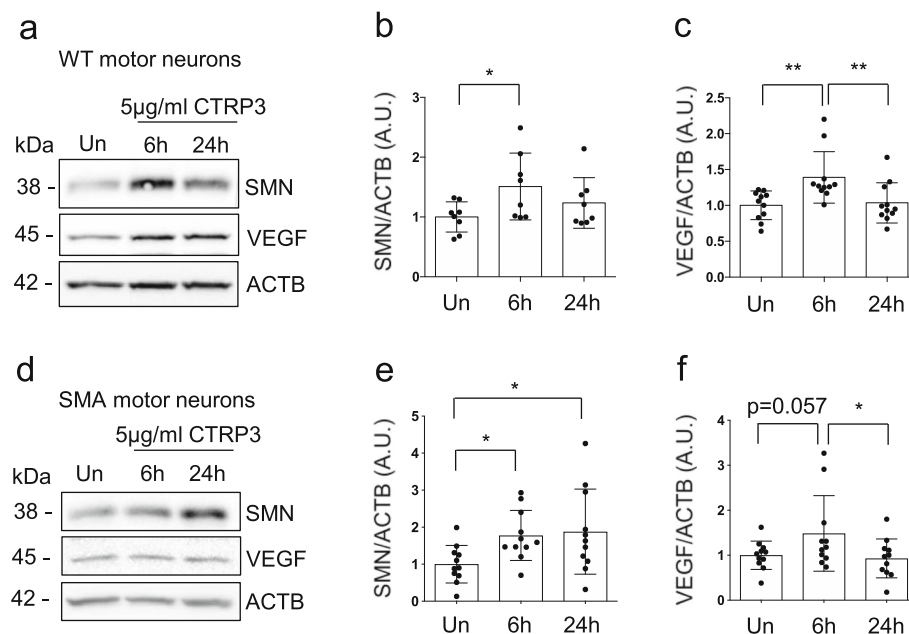 a
WT motor neurons
5µg/ml CTRP3
kDa Un 6h 24h
38 - SMN
45 - VEGF
42 - ACTB
b
*
SMN/ACTB (A.U.)
3
2
1
0
Un 6h 24h
c
** **
VEGF/ACTB (A.U.)
2.5
2.0
1.5
1.0
0.5
0.0
Un 6h 24h
d
SMA motor neurons
5µg/ml CTRP3
kDa Un 6h 24h
38 - SMN
45 - VEGF
42 - ACTB
e
*
*
SMN/ACTB (A.U.)
5
4
3
2
1
0
Un 6h 24h
f
p=0.057 *
VEGF/ACTB (A.U.)
4
3
2
1
0
Un 6h 24h